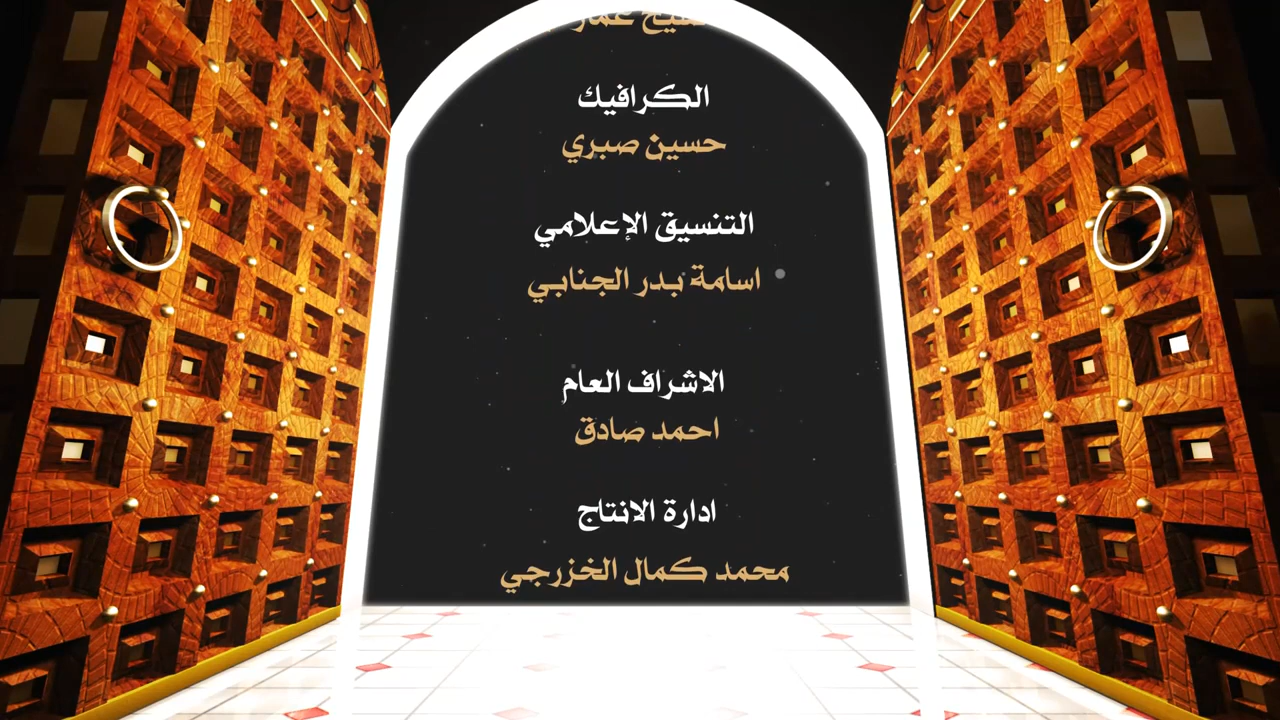 الكرافيك
حسين صبري
التنسيق الإعلامي
اسامة بدر الجنابي
الاشراف العام
احمد صادق
ادارة الانتاج
محمد كمال الخزرجي